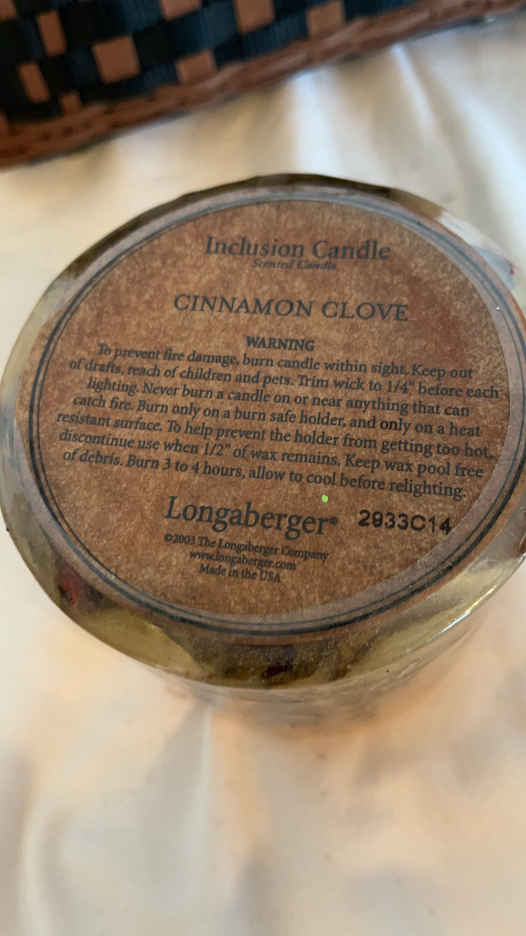 Inclusion Candle
Scented Candle
CINNAMON CLOVE
WARNING
To prevent fire damage, burn candle within sight. Keep out
of drafts, reach of children and pets. Trim wick to 1/4" before each
lighting. Never burn a candle on or near anything that can
catch fire. Burn only on a burn safe holder, and only on a heat
resistant surface. To help prevent the holder from getting too hot,
discontinue use when 1/2" of wax remains. Keep wax pool free
of debris. Burn 3 to 4 hours, allow to cool before relighting.
Longaberger® 2933C14
©2003 The Longaberger Company
www.longaberger.com
Made in the USA